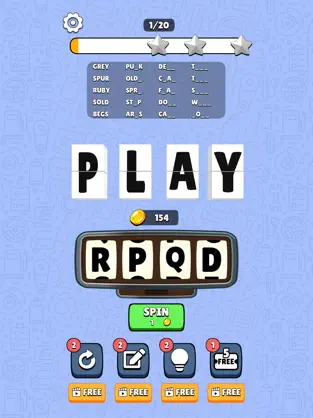 1/20
GREY PU_K DE__ T___
SPUR OLD_ C_A_ T___
RUBY SPR_ F_A_ S___
SOLD ST_P DO__ W___
BEGS AR_S CA__ _O__
PLAY
154
RPQD
SPIN
1
2 2 2 1
5
FREE
FREE FREE FREE FREE